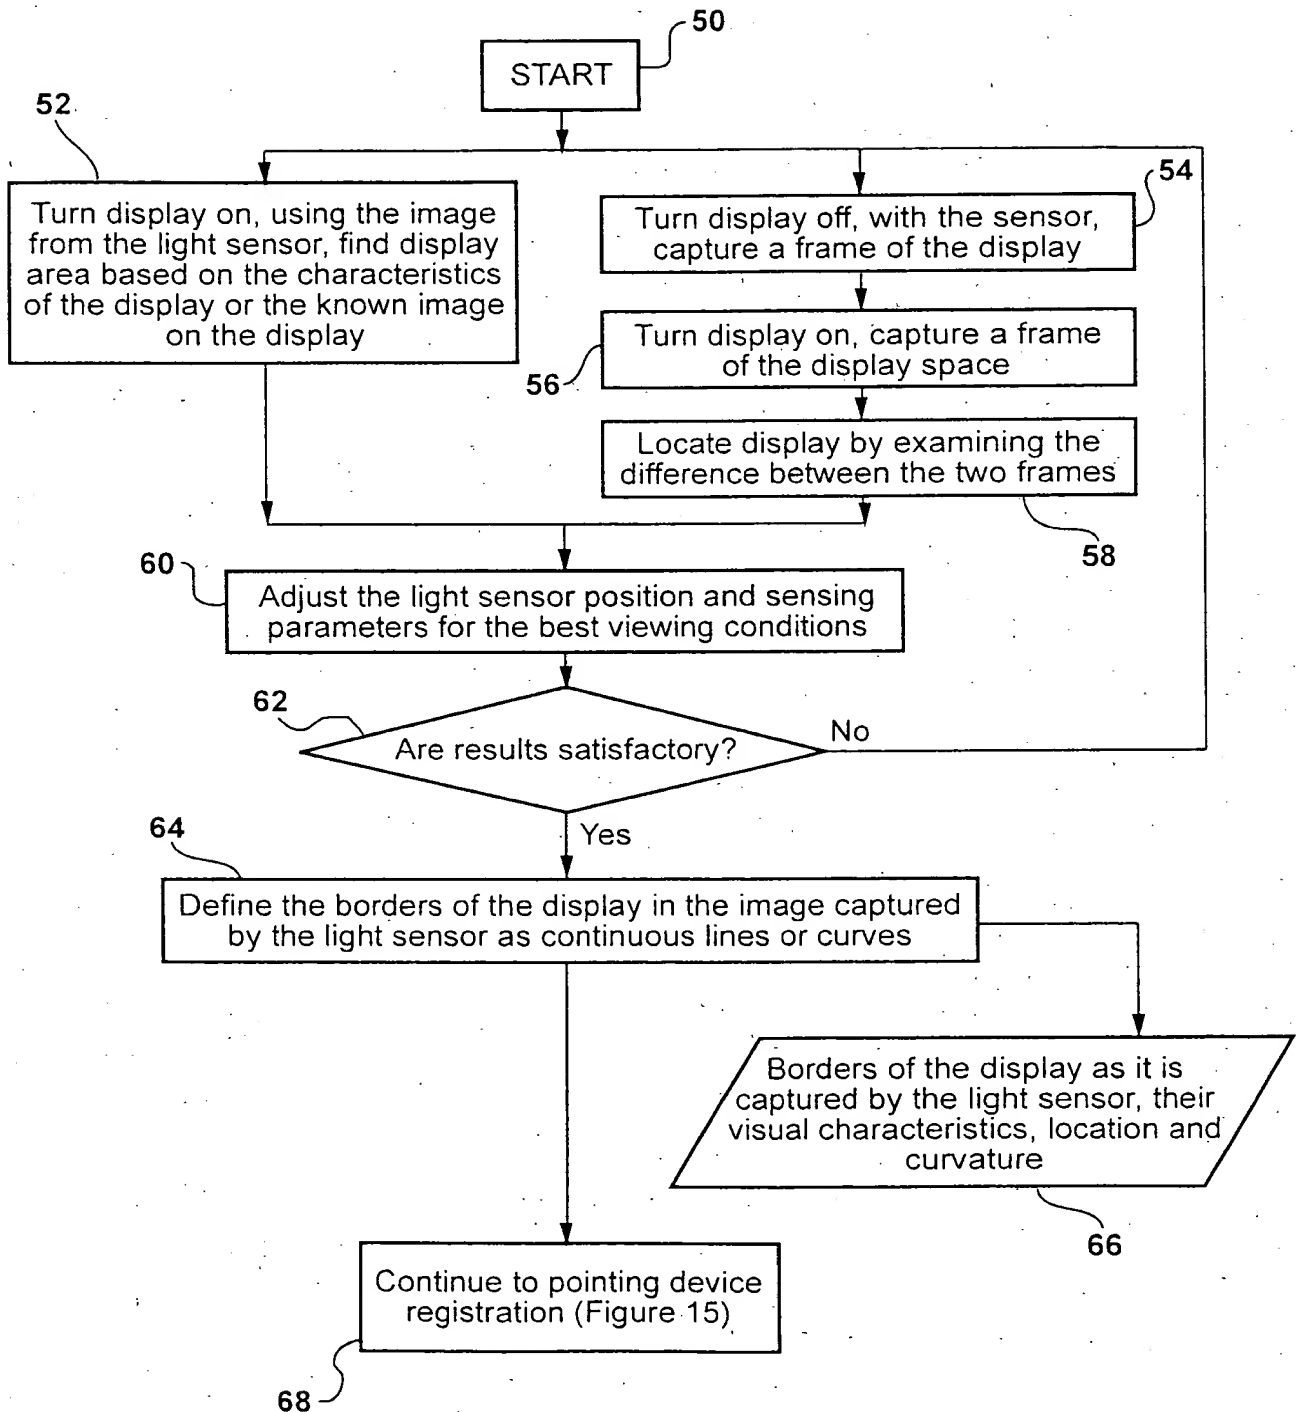 50
START
52
Turn display on, using the image
from the light sensor, find display
area based on the characteristics
of the display or the known image
on the display
54
Turn display off, with the sensor,
capture a frame of the display
Turn display on, capture a frame
of the display space
56
Locate display by examining the
difference between the two frames
58
60
Adjust the light sensor position and sensing
parameters for the best viewing conditions
62
Are results satisfactory?
No
Yes
64
Define the borders of the display in the image captured
by the light sensor as continuous lines or curves
Borders of the display as it is
captured by the light sensor, their
visual characteristics, location and
curvature
66
Continue to pointing device
registration (Figure 15)
68